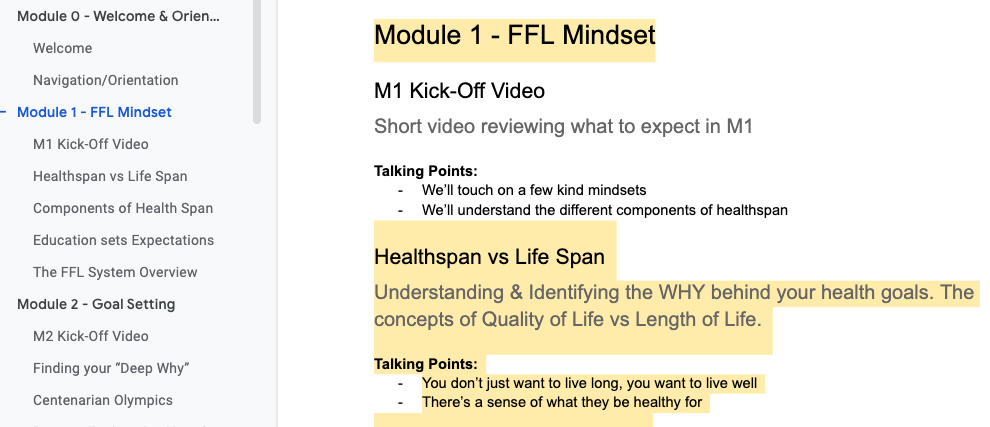 Module 0 - Welcome & Orien...
Welcome
Navigation/Orientation
Module 1 - FFL Mindset
M1 Kick-Off Video
Healthspan vs Life Span
Components of Health Span
Education sets Expectations
The FFL System Overview
Module 2 - Goal Setting
M2 Kick-Off Video
Finding your “Deep Why”
Centenarian Olympics
Module 1 - FFL Mindset
M1 Kick-Off Video
Short video reviewing what to expect in M1
Talking Points:
- We’ll touch on a few kind mindsets
- We’ll understand the different components of healthspan
Healthspan vs Life Span
Understanding & Identifying the WHY behind your health goals. The
concepts of Quality of Life vs Length of Life.
Talking Points:
- You don’t just want to live long, you want to live well
- There’s a sense of what they be healthy for